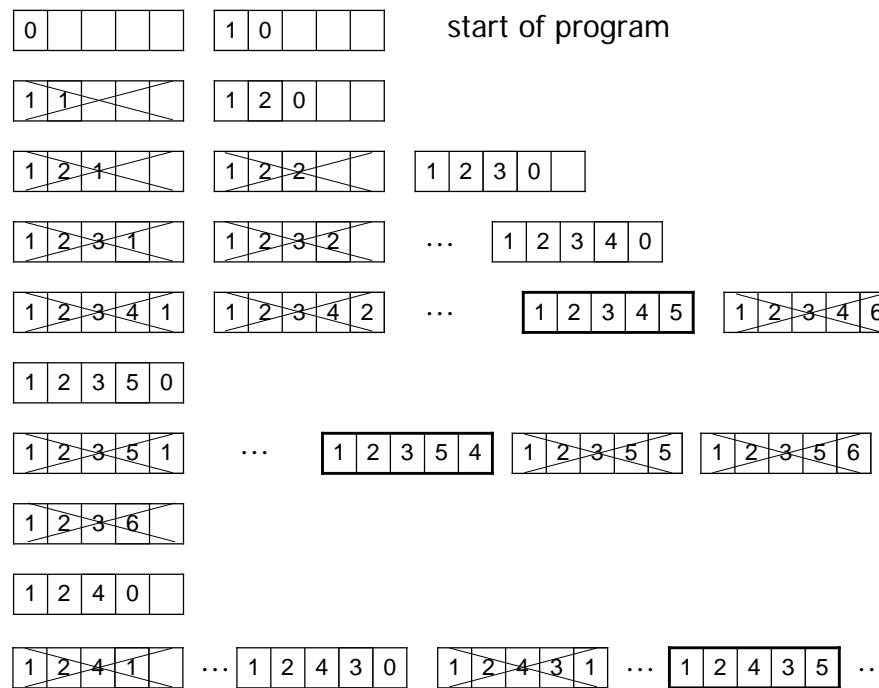 0 1 0 start of program
1 1 1 2 0
1 2 1 1 2 2 1 2 3 0
1 2 3 1 1 2 3 2 ... 1 2 3 4 0
1 2 3 4 1 1 2 3 4 2 ... 1 2 3 4 5 1 2 3 4 6
1 2 3 5 0
1 2 3 5 1 ... 1 2 3 5 4 1 2 3 5 5 1 2 3 5 6
1 2 3 6
1 2 4 0
1 2 4 1 ... 1 2 4 3 0 1 2 4 3 1 ... 1 2 4 3 5 ..